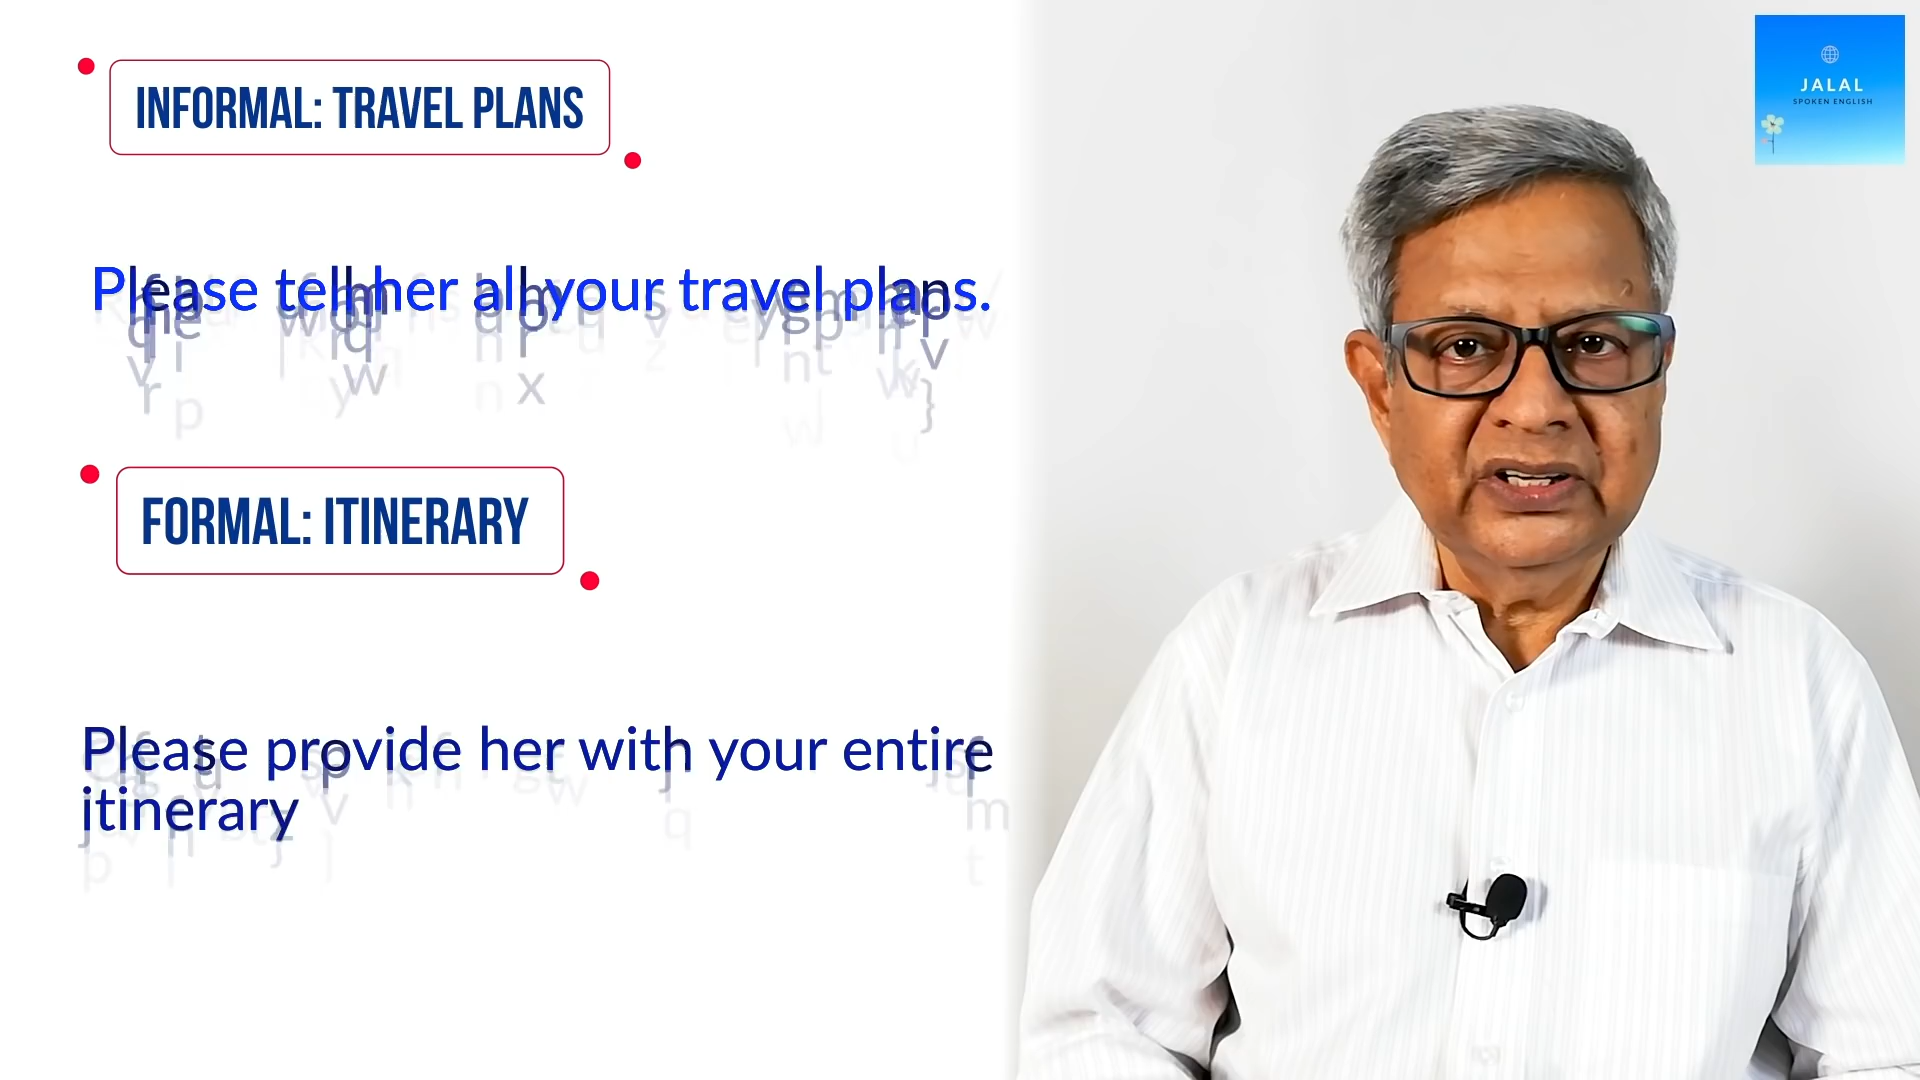 INFORMAL: TRAVEL PLANS
JALAL
SPOKEN ENGLISH
Please tell her all your travel plans.
FORMAL: ITINERARY
Please provide her with your entire
itinerary